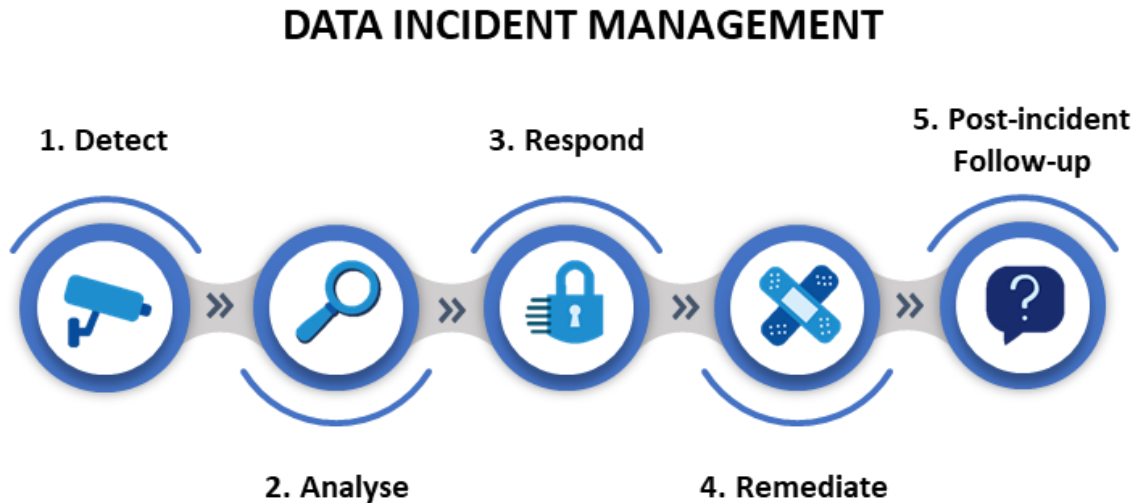 DATA INCIDENT MANAGEMENT
1. Detect
2. Analyse
3. Respond
4. Remediate
5. Post-incident
Follow-up
?